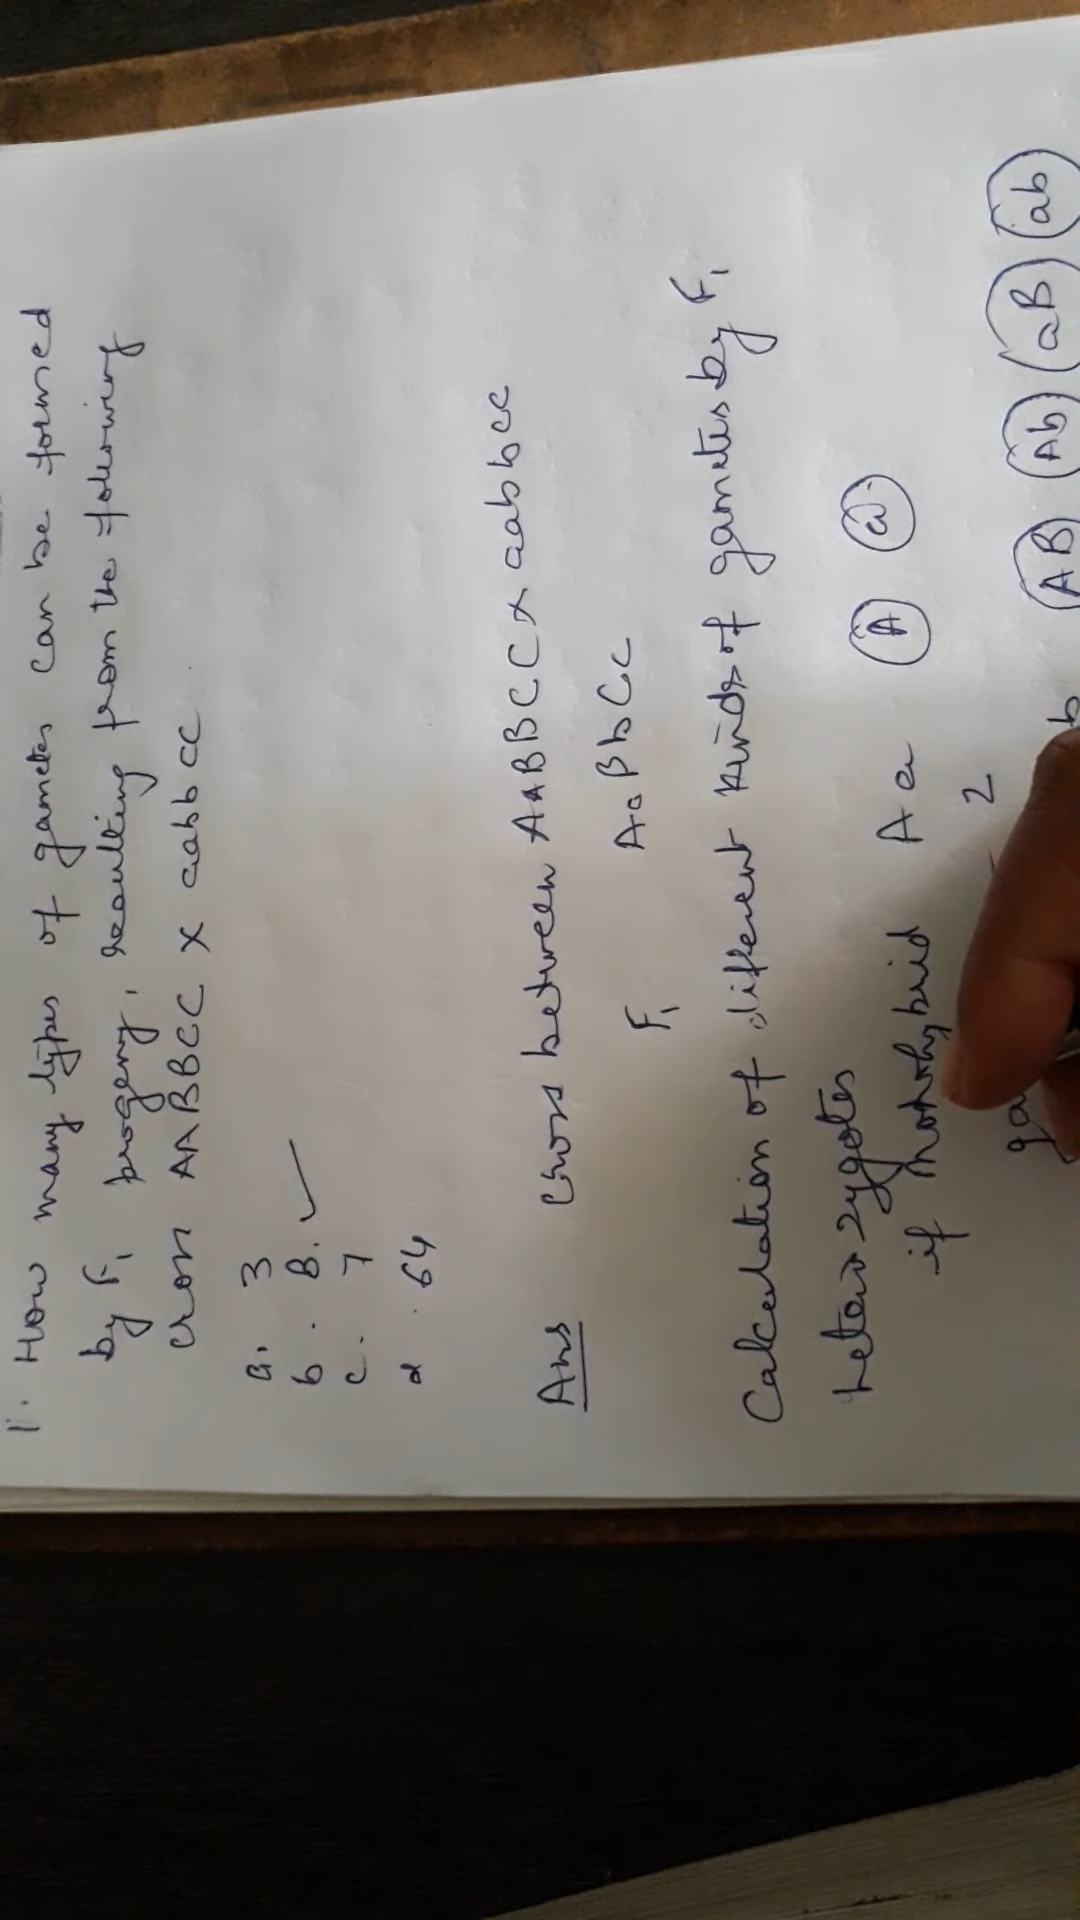 1. How many types of gametes can be formed
by F1 progeny, resulting from the following
cross AABBCC x aabbcc.
a. 3
b. 8. ✓
c. 7
d. 64
Ans Cross between AABBCC x aabbcc
F1 AaBbCc
Calculation of different kinds of gametes by F1
heterozygotes
if monohybrid Aa (A) (a)
2
ga
b (AB) (Ab) (aB) (ab)